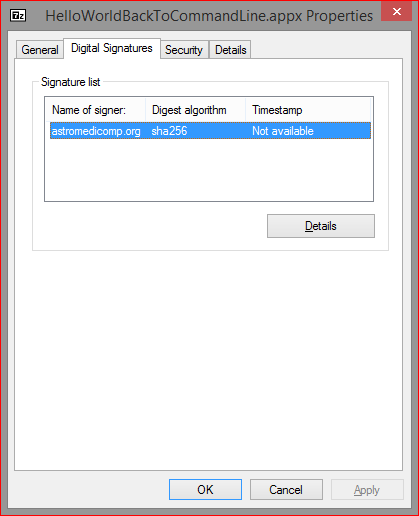 7z HelloWorldBackToCommandLine.appx Properties
General Digital Signatures Security Details
Signature list
Name of signer: Digest algorithm Timestamp
astromedicomp.org sha256 Not available
Details
OK Cancel Apply